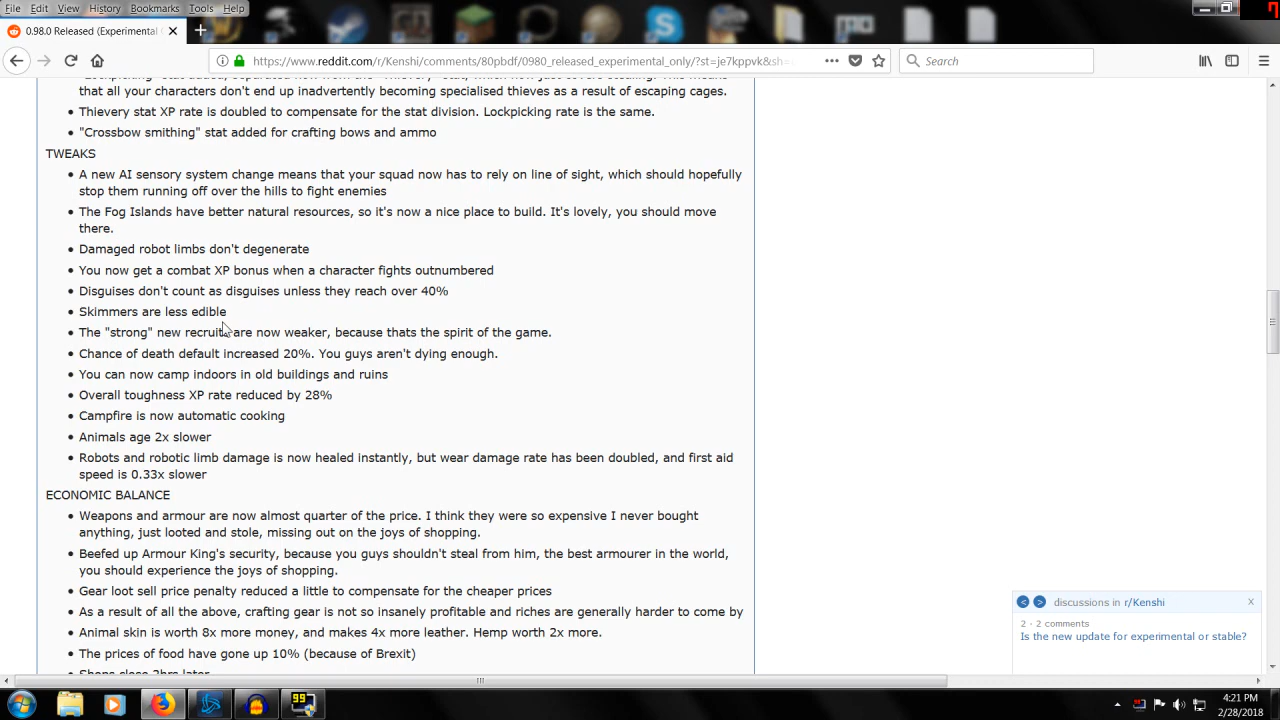 File Edit View History Bookmarks Tools Help
0.98.0 Released (Experimental
https://www.reddit.com/r/Kenshi/comments/80pbdf/0980_released_experimental_only/?st=je7kppvk&sh=
Search
that all your characters don't end up inadvertently becoming specialised thieves as a result of escaping cages.
Thievery stat XP rate is doubled to compensate for the stat division. Lockpicking rate is the same.
"Crossbow smithing" stat added for crafting bows and ammo
TWEAKS
A new AI sensory system change means that your squad now has to rely on line of sight, which should hopefully
stop them running off over the hills to fight enemies
The Fog Islands have better natural resources, so it's now a nice place to build. It's lovely, you should move
there.
Damaged robot limbs don't degenerate
You now get a combat XP bonus when a character fights outnumbered
Disguises don't count as disguises unless they reach over 40%
Skimmers are less edible
The "strong" new recruits are now weaker, because thats the spirit of the game.
Chance of death default increased 20%. You guys aren't dying enough.
You can now camp indoors in old buildings and ruins
Overall toughness XP rate reduced by 28%
Campfire is now automatic cooking
Animals age 2x slower
Robots and robotic limb damage is now healed instantly, but wear damage rate has been doubled, and first aid
speed is 0.33x slower
ECONOMIC BALANCE
Weapons and armour are now almost quarter of the price. I think they were so expensive I never bought
anything, just looted and stole, missing out on the joys of shopping.
Beefed up Armour King's security, because you guys shouldn't steal from him, the best armourer in the world,
you should experience the joys of shopping.
Gear loot sell price penalty reduced a little to compensate for the cheaper prices
As a result of all the above, crafting gear is not so insanely profitable and riches are generally harder to come by
Animal skin is worth 8x more money, and makes 4x more leather. Hemp worth 2x more.
The prices of food have gone up 10% (because of Brexit)
Shops close 2hrs later
discussions in r/Kenshi X
2 · 2 comments
Is the new update for experimental or stable?
99
4:21 PM
2/28/2018